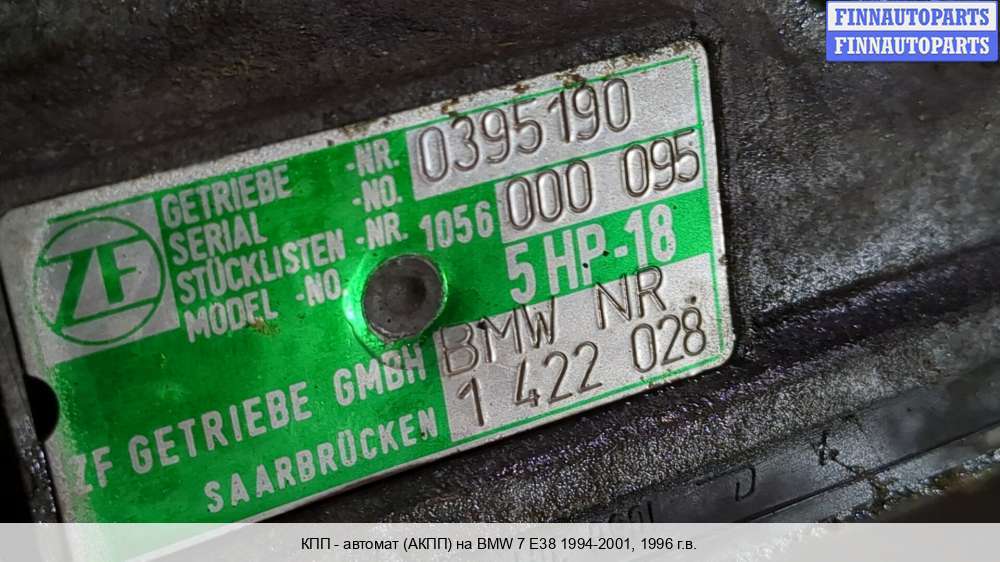 FINNAUTOPARTS
FINNAUTOPARTS
GETRIEBE -NR. 0395190
SERIAL -NO.
STÜCKLISTEN -NR. 1056 000 095
MODEL -NO. 5 HP-18
ZF
BMW NR.
ZF GETRIEBE GMBH 1 422 028
SAARBRÜCKEN
КПП - автомат (АКПП) на BMW 7 E38 1994-2001, 1996 г.в.